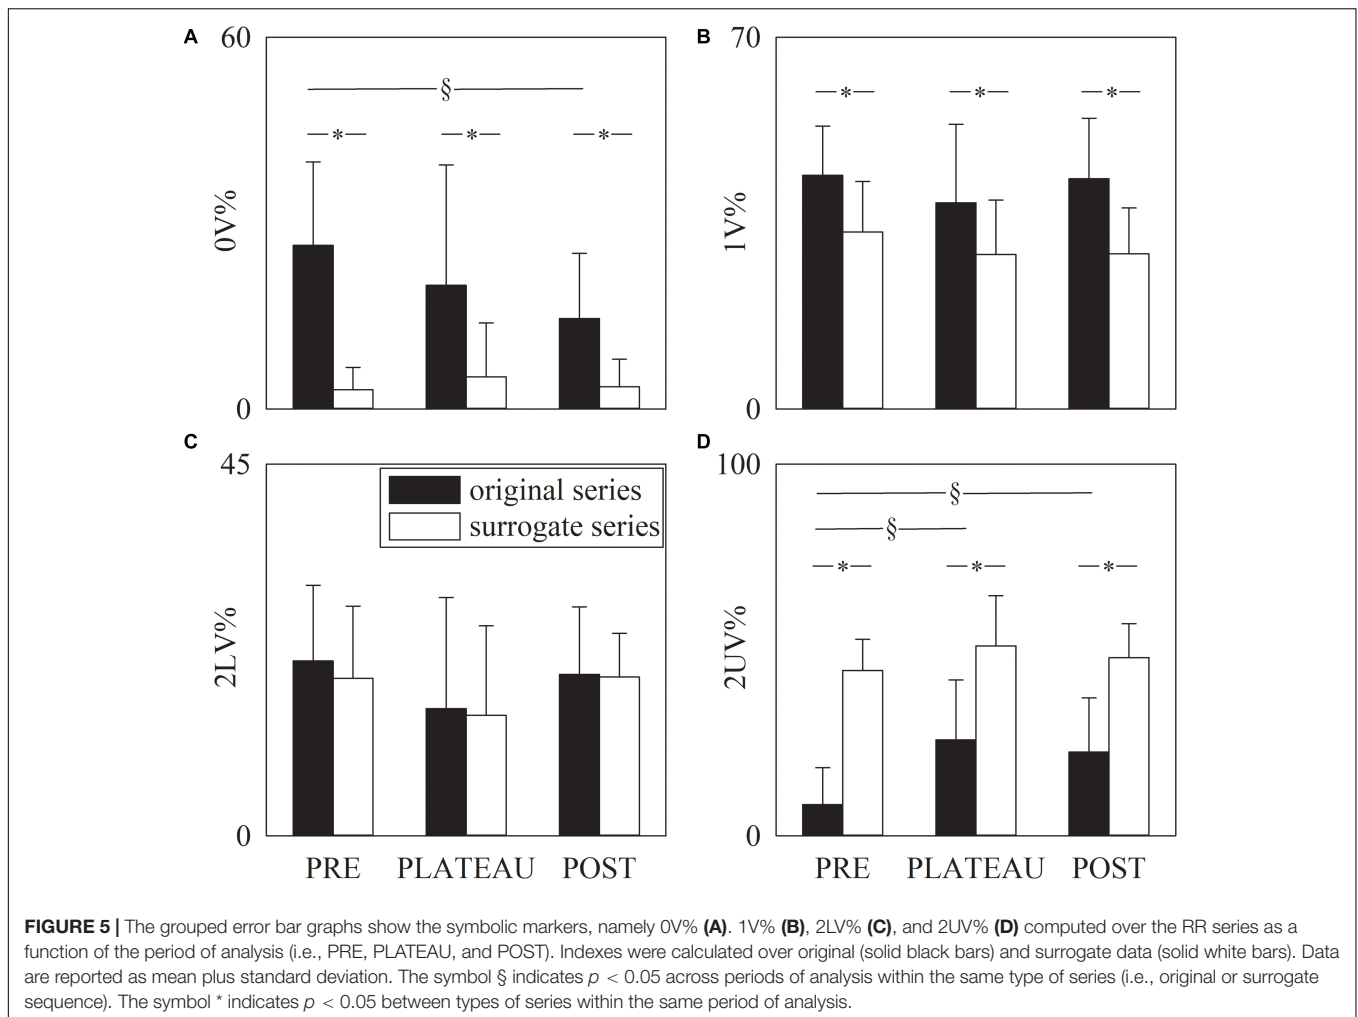 A
60
§
* * *
0V%
0
B
70
* * *
1V%
0
C
45
original series
surrogate series
2LV%
0
PRE PLATEAU POST
D
100
§
§
* * *
2UV%
0
PRE PLATEAU POST
FIGURE 5 | The grouped error bar graphs show the symbolic markers, namely 0V% (A). 1V% (B), 2LV% (C), and 2UV% (D) computed over the RR series as a
function of the period of analysis (i.e., PRE, PLATEAU, and POST). Indexes were calculated over original (solid black bars) and surrogate data (solid white bars). Data
are reported as mean plus standard deviation. The symbol § indicates p < 0.05 across periods of analysis within the same type of series (i.e., original or surrogate
sequence). The symbol * indicates p < 0.05 between types of series within the same period of analysis.